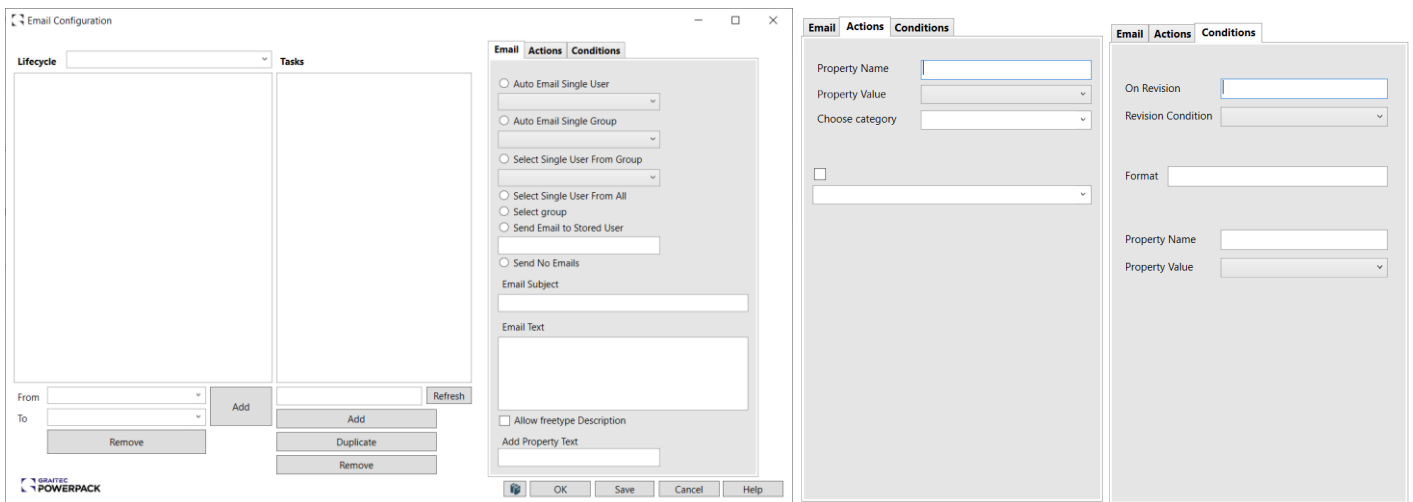 Email Configuration
Lifecycle
Tasks
From
To
Add
Remove
Refresh
Add
Duplicate
Remove
GRAITEC
POWERPACK
Email Actions Conditions
Auto Email Single User
Auto Email Single Group
Select Single User From Group
Select Single User From All
Select group
Send Email to Stored User
Send No Emails
Email Subject
Email Text
Allow freetype Description
Add Property Text
OK Save Cancel Help
Email Actions Conditions
Property Name
Property Value
Choose category
Email Actions Conditions
On Revision
Revision Condition
Format
Property Name
Property Value